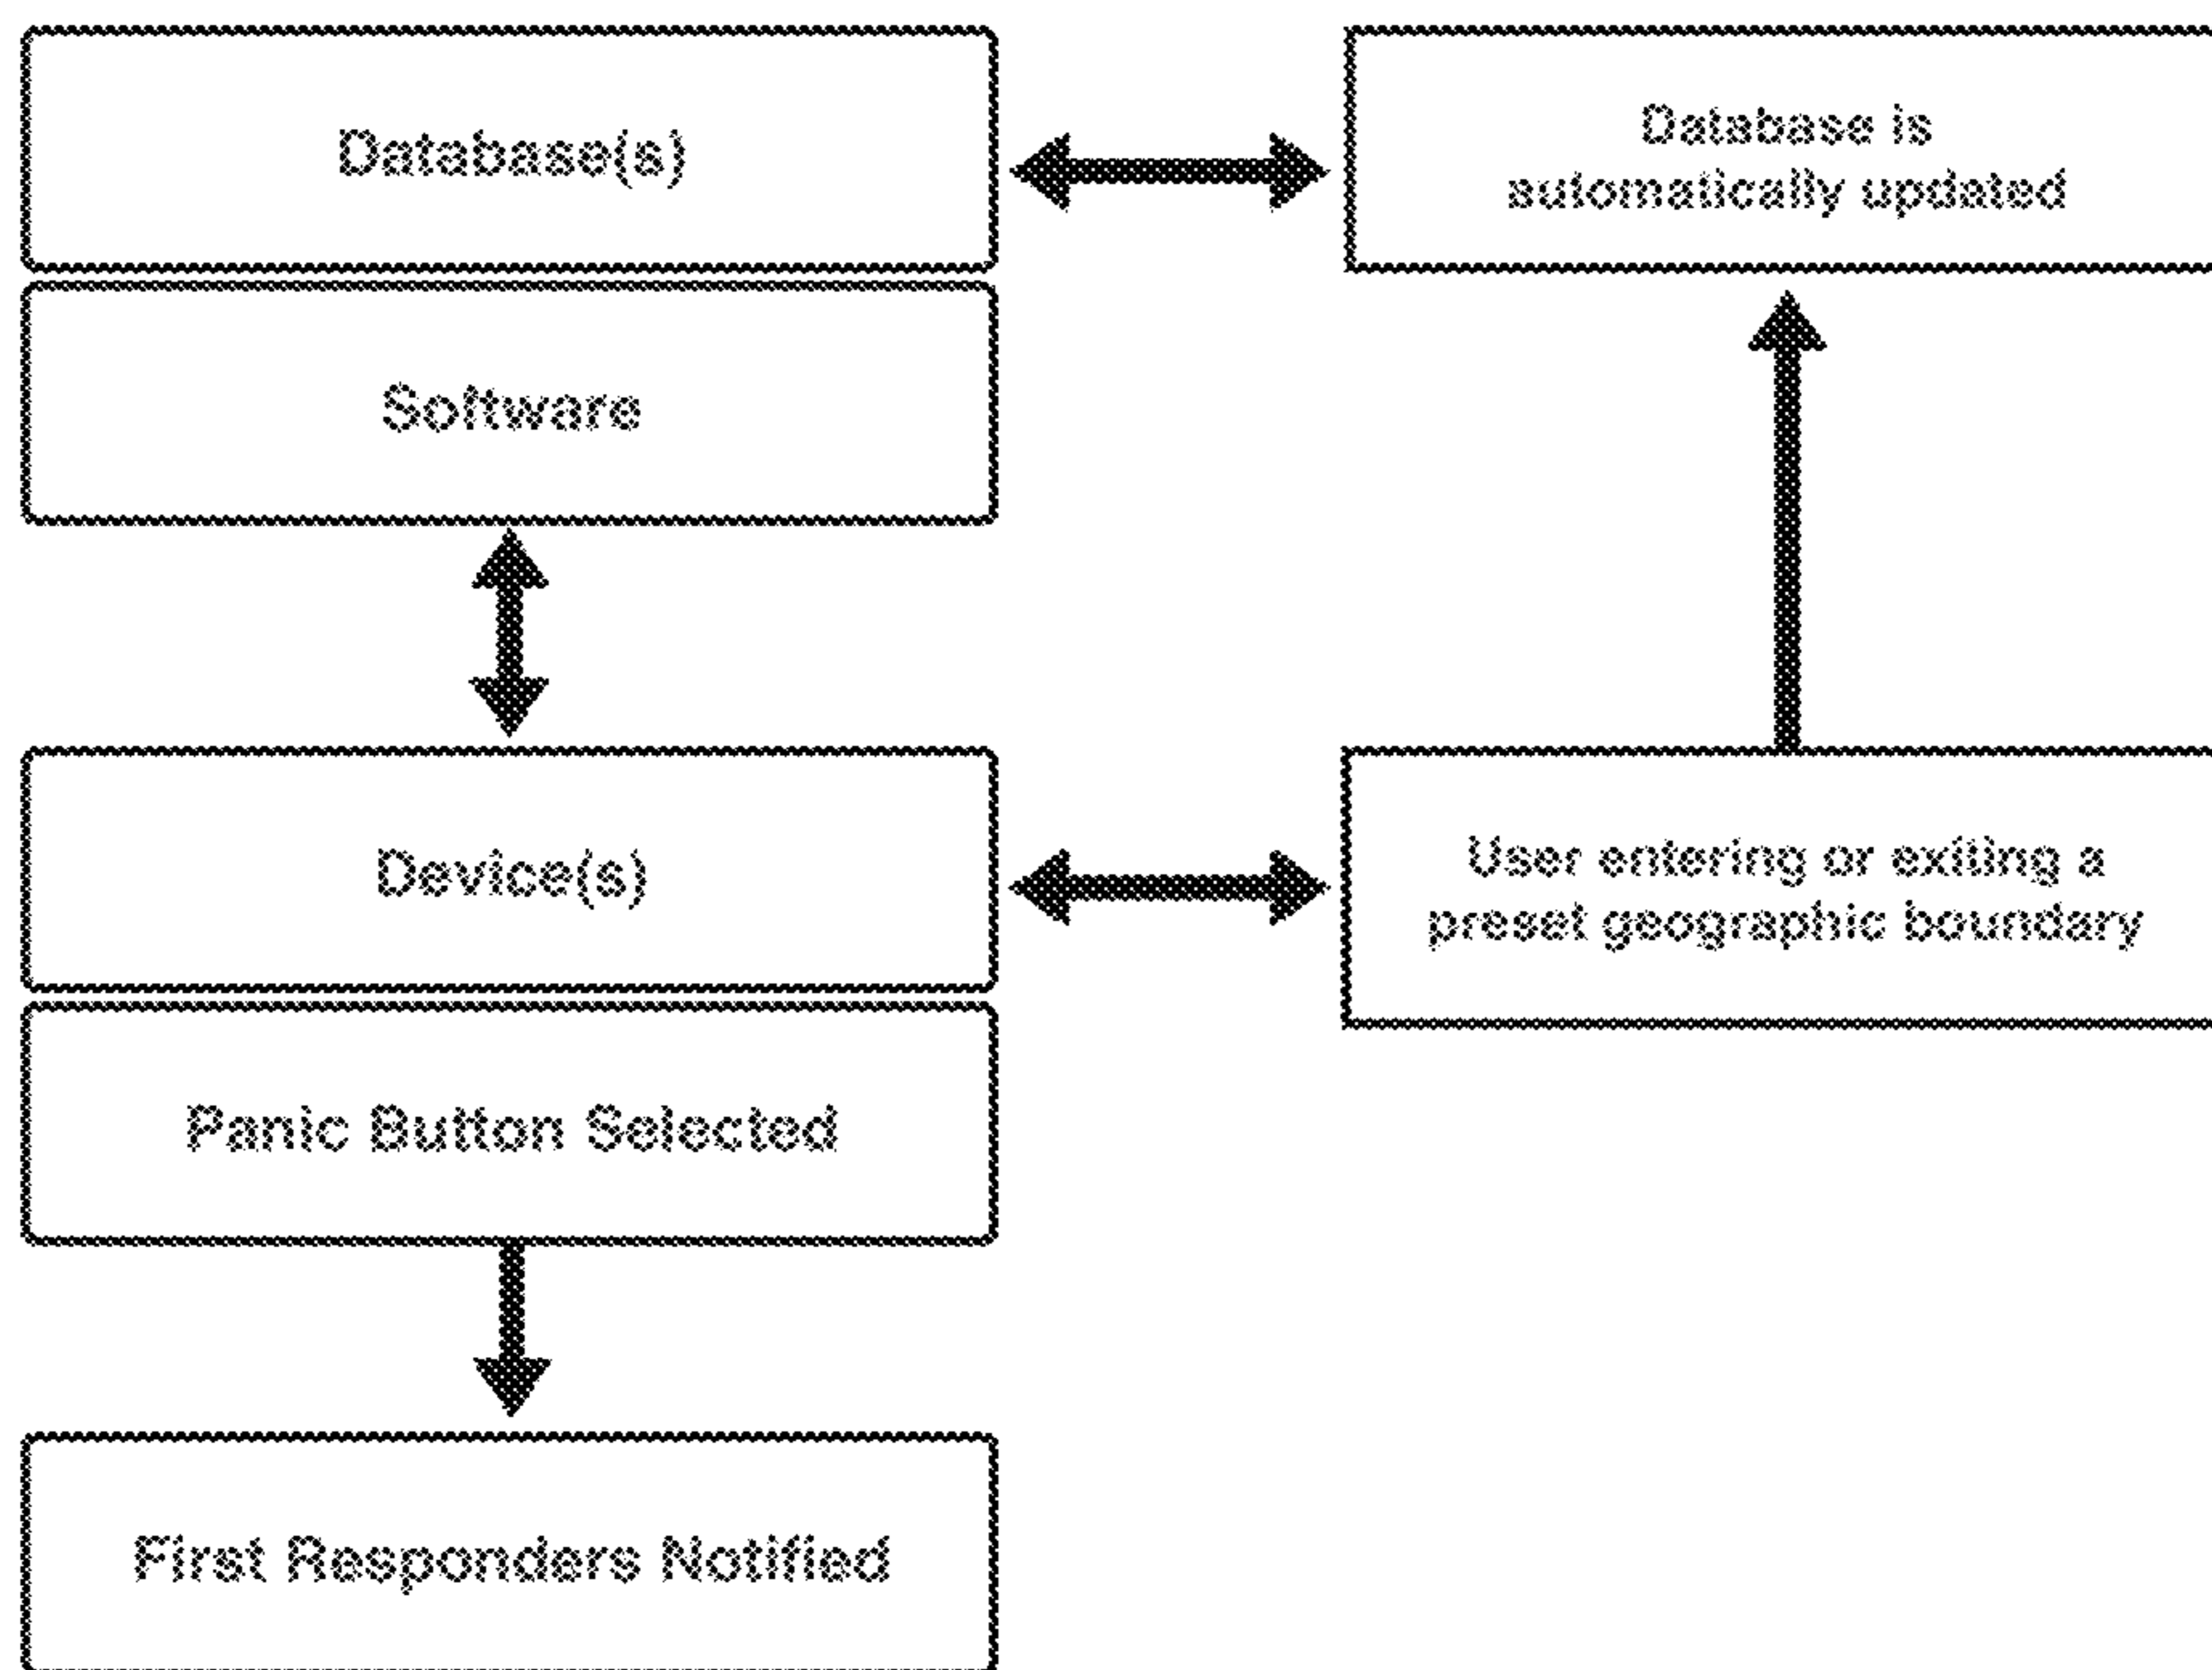 Database(s)
Database is
automatically updated
Software
Device(s)
User entering or exiting a
preset geographic boundary
Panic Button Selected
First Responders Notified